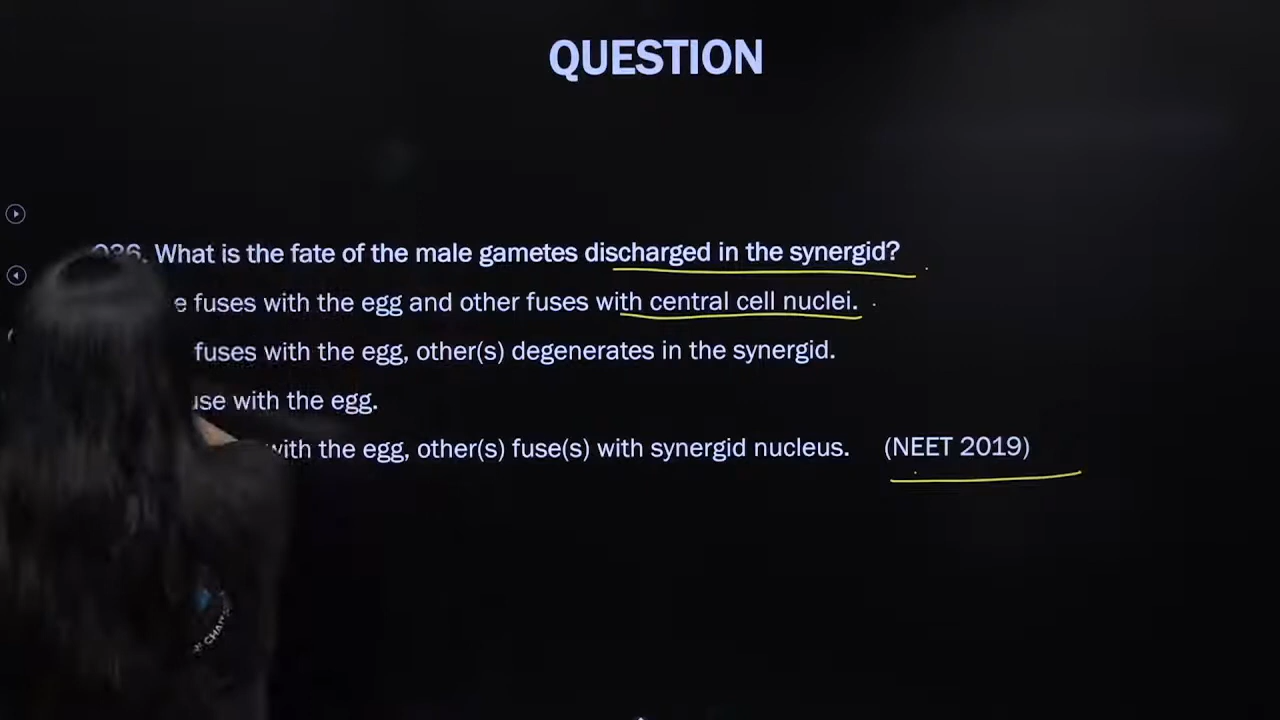 QUESTION
What is the fate of the male gametes discharged in the synergid?
fuses with the egg and other fuses with central cell nuclei.
fuses with the egg, other(s) degenerates in the synergid.
with the egg.
with the egg, other(s) fuse(s) with synergid nucleus. (NEET 2019)